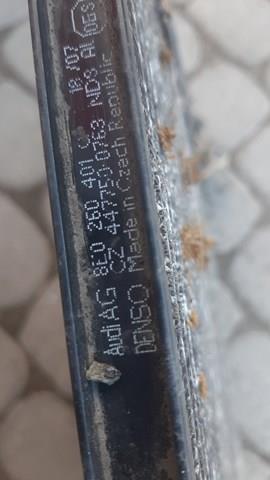 18 /07
Audi AG 8E0 260 401 C
CZ 447750-0763 ND8 AL
DENSO Made in Czech Republic